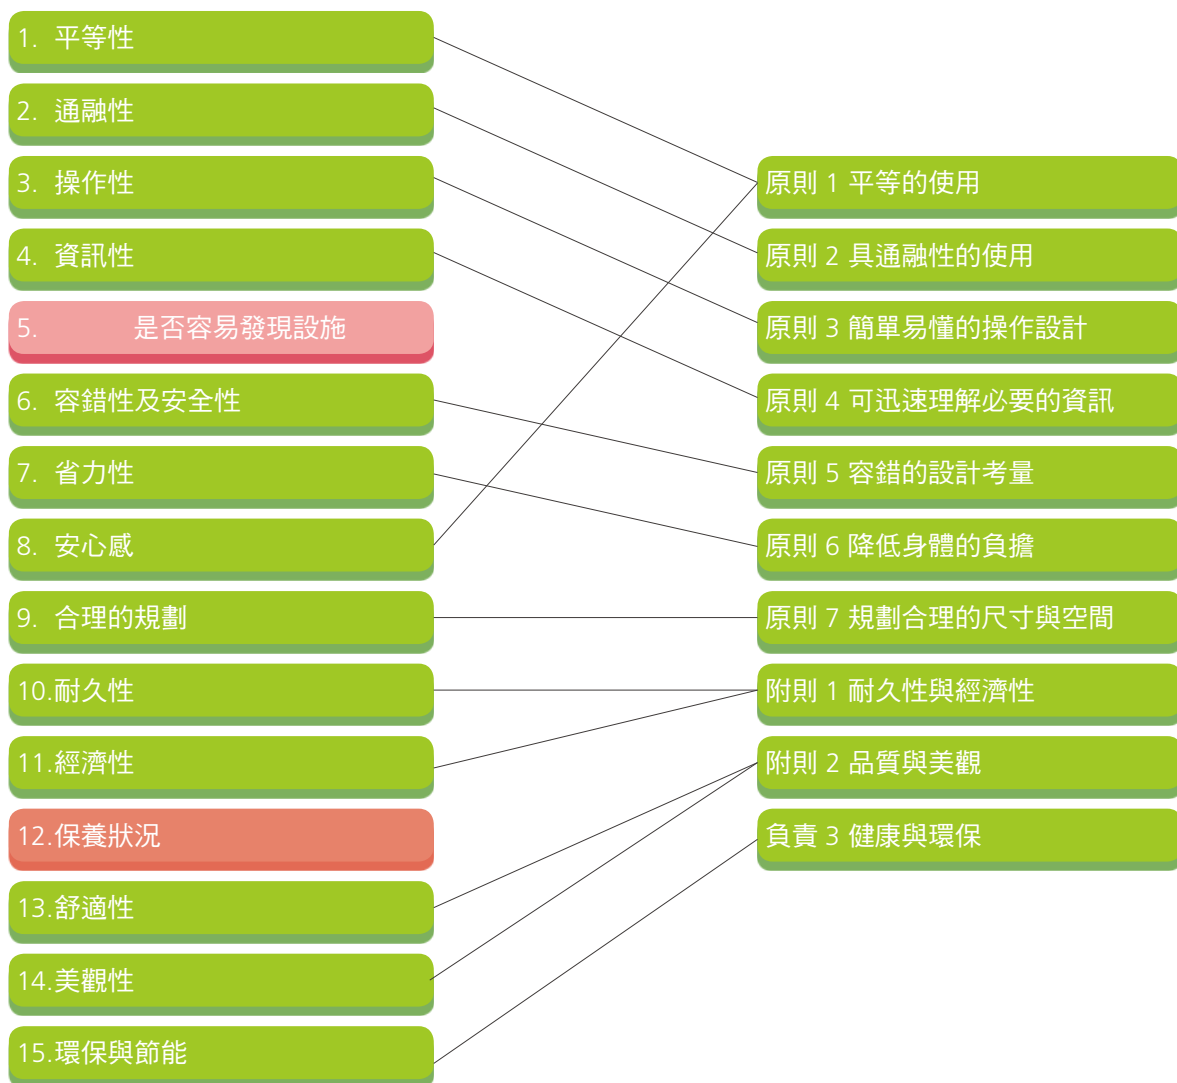 1. 平等性
2. 通融性
3. 操作性
4. 資訊性
5. 是否容易發現設施
6. 容錯性及安全性
7. 省力性
8. 安心感
9. 合理的規劃
10.耐久性
11.經濟性
12.保養狀況
13.舒適性
14.美觀性
15.環保與節能
原則 1 平等的使用
原則 2 具通融性的使用
原則 3 簡單易懂的操作設計
原則 4 可迅速理解必要的資訊
原則 5 容錯的設計考量
原則 6 降低身體的負擔
原則 7 規劃合理的尺寸與空間
附則 1 耐久性與經濟性
附則 2 品質與美觀
負責 3 健康與環保